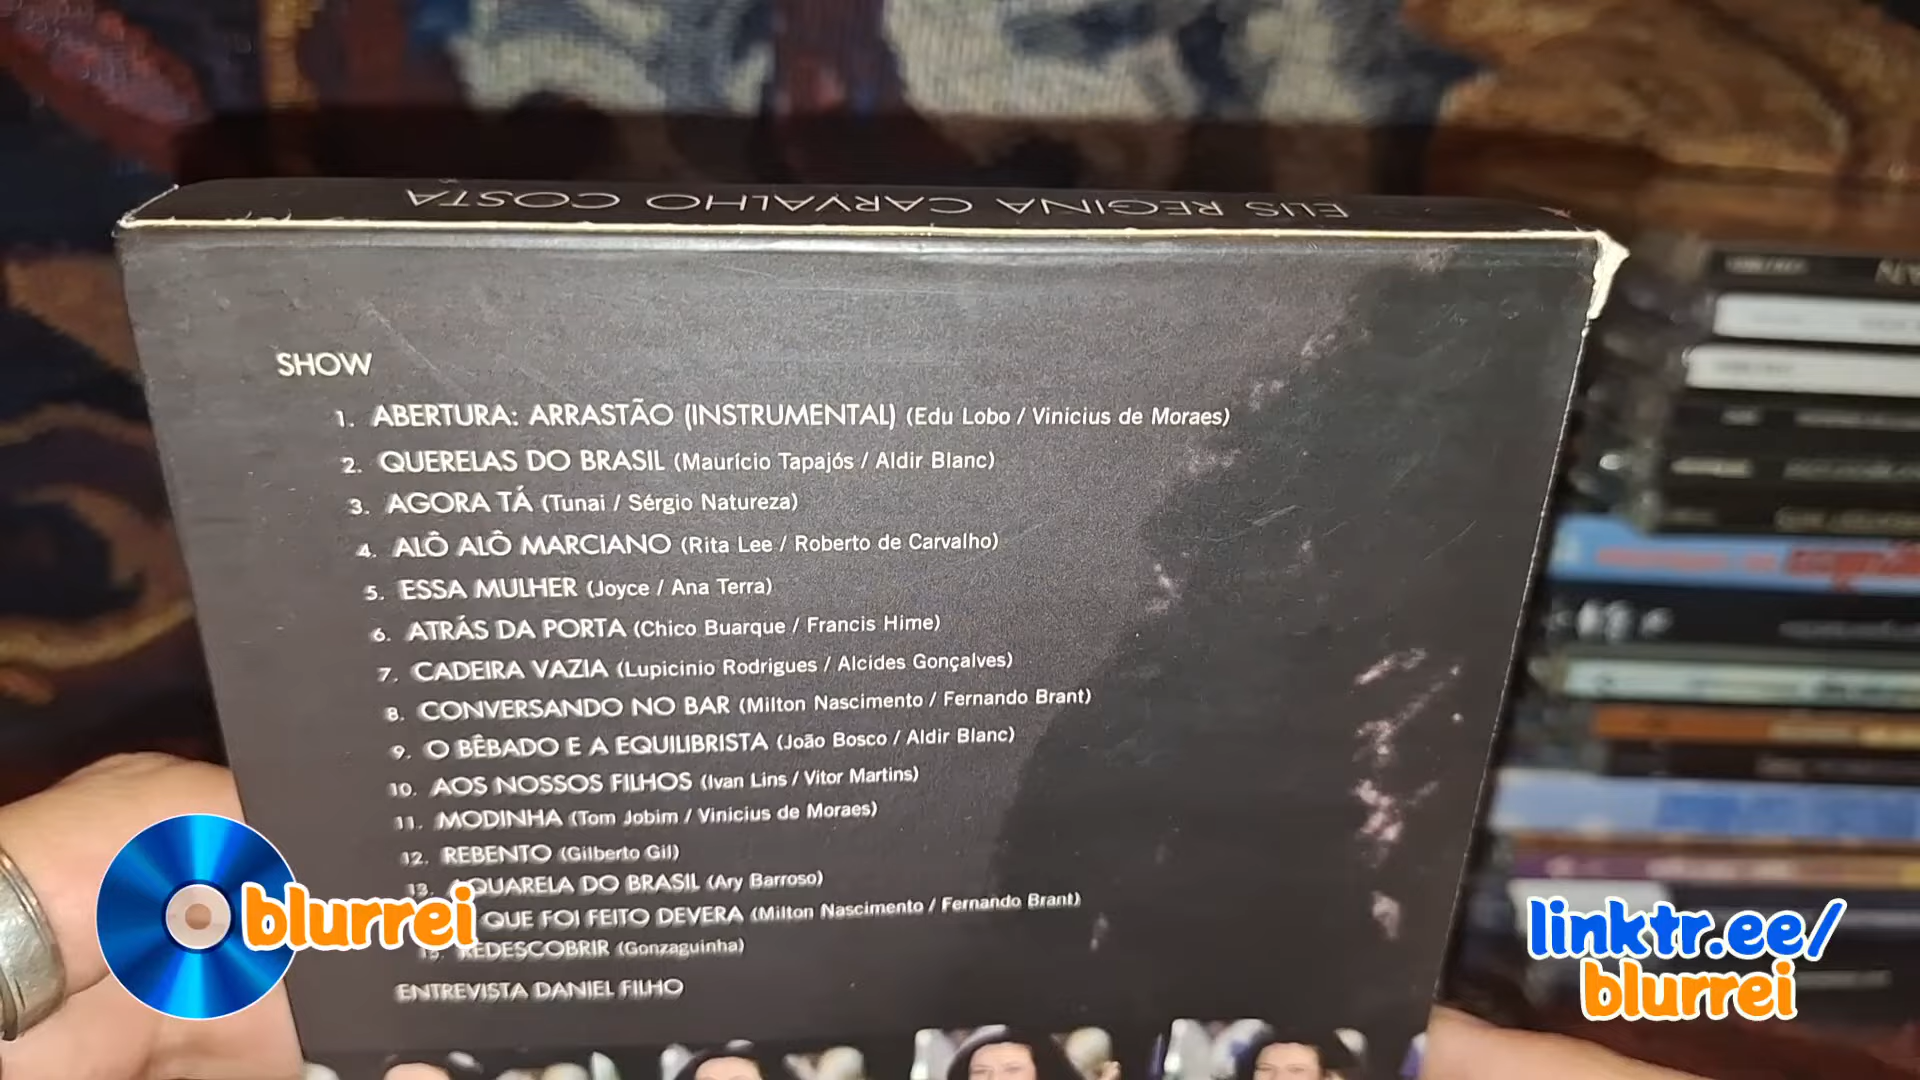 ELIS REGINA CARVALHO COSTA
SHOW
1. ABERTURA: ARRASTÃO (INSTRUMENTAL) (Edu Lobo / Vinicius de Moraes)
2. QUERELAS DO BRASIL (Maurício Tapajós / Aldir Blanc)
3. AGORA TÁ (Tunai / Sérgio Natureza)
4. ALÔ ALÔ MARCIANO (Rita Lee / Roberto de Carvalho)
5. ESSA MULHER (Joyce / Ana Terra)
6. ATRÁS DA PORTA (Chico Buarque / Francis Hime)
7. CADEIRA VAZIA (Lupicinio Rodrigues / Alcides Gonçalves)
8. CONVERSANDO NO BAR (Milton Nascimento / Fernando Brant)
9. O BÊBADO E A EQUILIBRISTA (João Bosco / Aldir Blanc)
10. AOS NOSSOS FILHOS (Ivan Lins / Vitor Martins)
11. MODINHA (Tom Jobim / Vinicius de Moraes)
12. REBENTO (Gilberto Gil)
13. AQUARELA DO BRASIL (Ary Barroso)
QUE FOI FEITO DEVERA (Milton Nascimento / Fernando Brant)
15. REDESCOBRIR (Gonzaguinha)
ENTREVISTA DANIEL FILHO
blurrei
linktr.ee/
blurrei